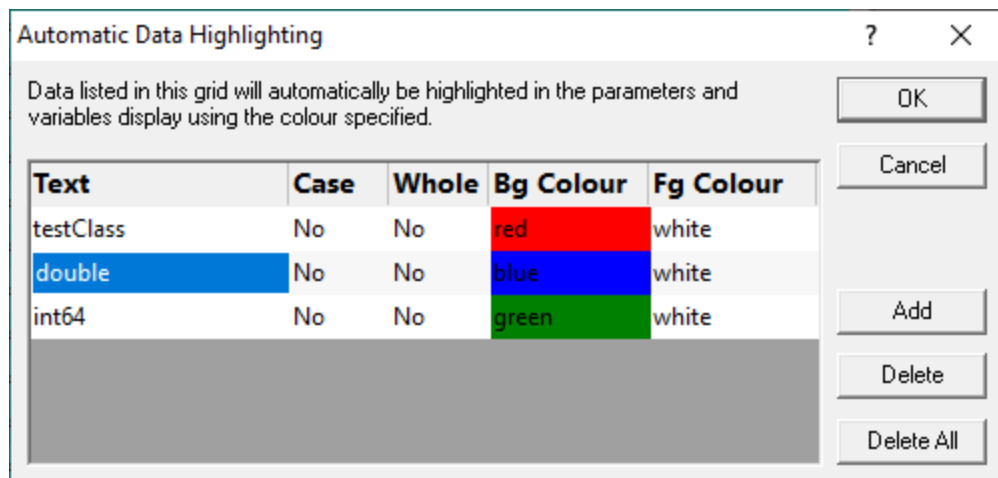 Automatic Data Highlighting ?
Data listed in this grid will automatically be highlighted in the parameters and
variables display using the colour specified.
OK
Cancel
Text Case Whole Bg Colour Fg Colour
testClass No No red white
double No No blue white
int64 No No green white
Add
Delete
Delete All